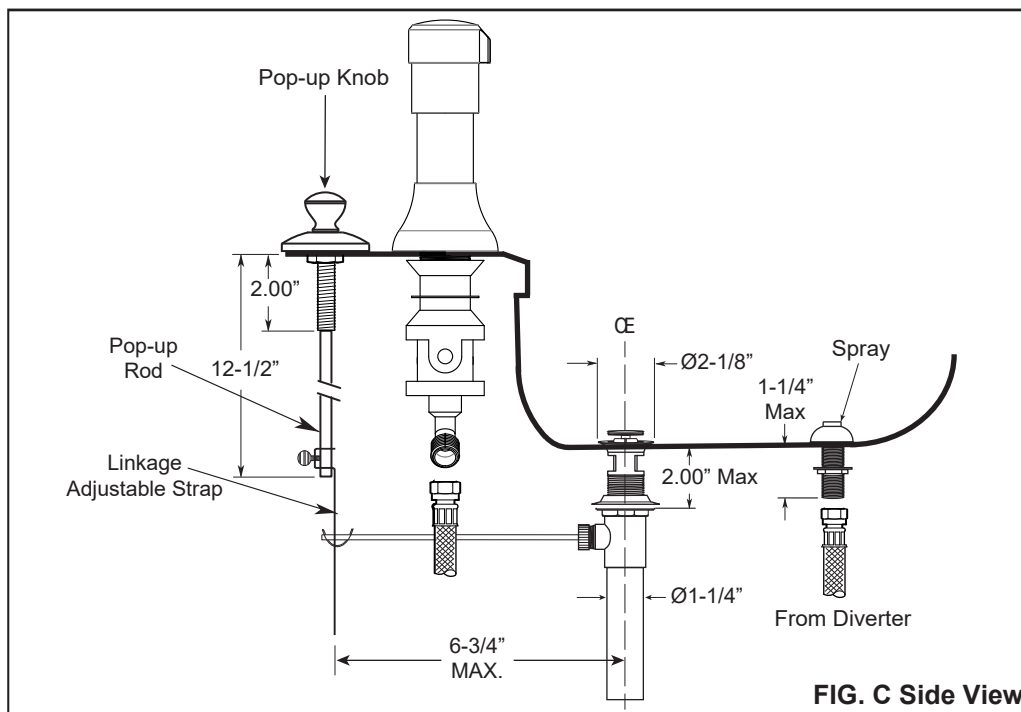 Pop-up Knob
2.00”
12-1/2”
Pop-up
Rod
Linkage
Adjustable Strap
Œ
Ø2-1/8”
Spray
1-1/4”
Max
2.00” Max
Ø1-1/4”
From Diverter
6-3/4”
MAX.
FIG. C Side View